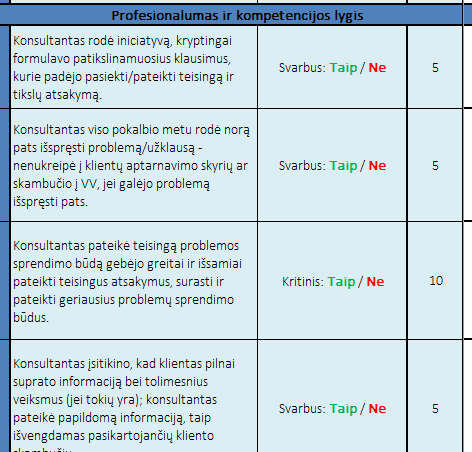 Profesionalumas ir kompetencijos lygis
Konsultantas rodė iniciatyvą, kryptingai
formulavo patikslinamuosius klausimus,
kurie padėjo pasiekti/pateikti teisingą ir
tikslų atsakymą.
Svarbus: Taip / Ne
5
Konsultantas viso pokalbio metu rodė norą
pats išspręsti problemą/užklausą -
nenukreipė į klientų aptarnavimo skyrių ar
skambučio į VV, jei galėjo problemą
išspręsti pats.
Svarbus: Taip / Ne
5
Konsultantas pateikė teisingą problemos
sprendimo būdą gebėjo greitai ir išsamiai
pateikti teisingus atsakymus, surasti ir
pateikti geriausius problemų sprendimo
būdus.
Kritinis: Taip / Ne
10
Konsultantas įsitikino, kad klientas pilnai
suprato informaciją bei tolimesnius
veiksmus (jei tokių yra); konsultantas
pateikė papildomą informaciją, taip
išvengdamas pasikartojančių kliento
Svarbus: Taip / Ne
5